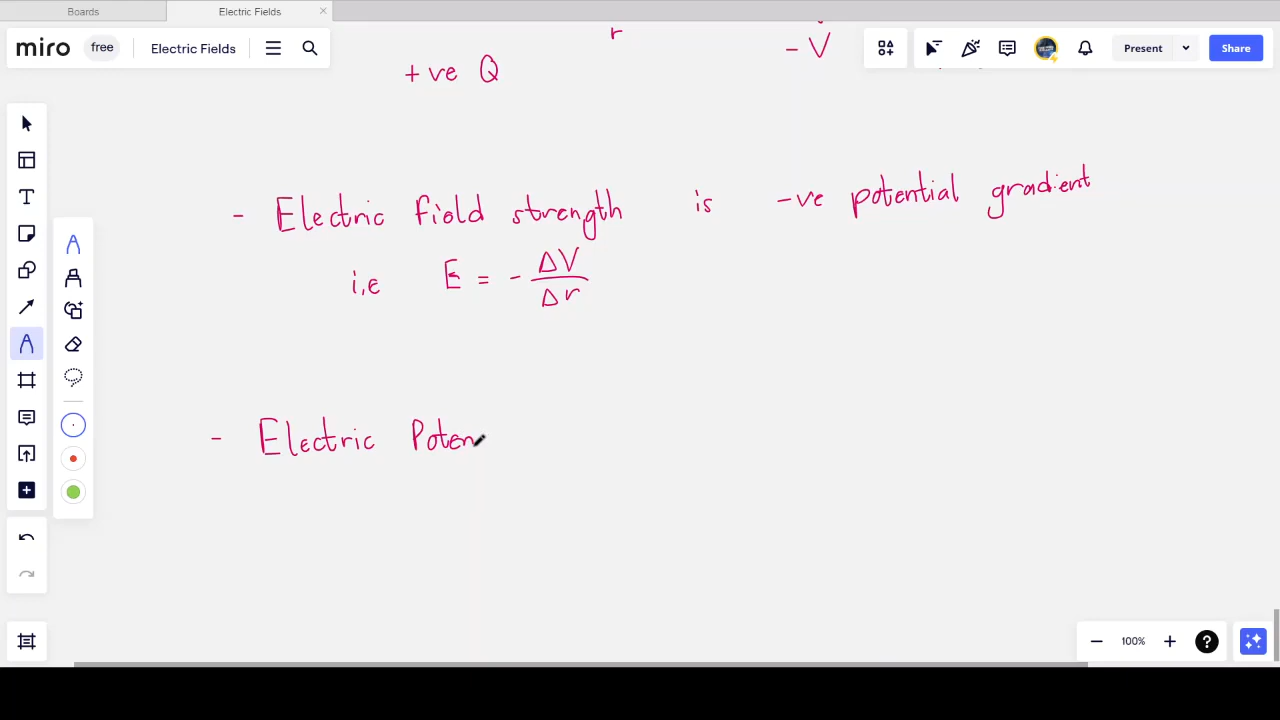 Boards
Electric Fields
miro free Electric Fields
Present
Share
r
- V
+ve Q
- Electric field strength is -ve potential gradient
i,e E = - ΔV/Δr
- Electric Poten
100%
?